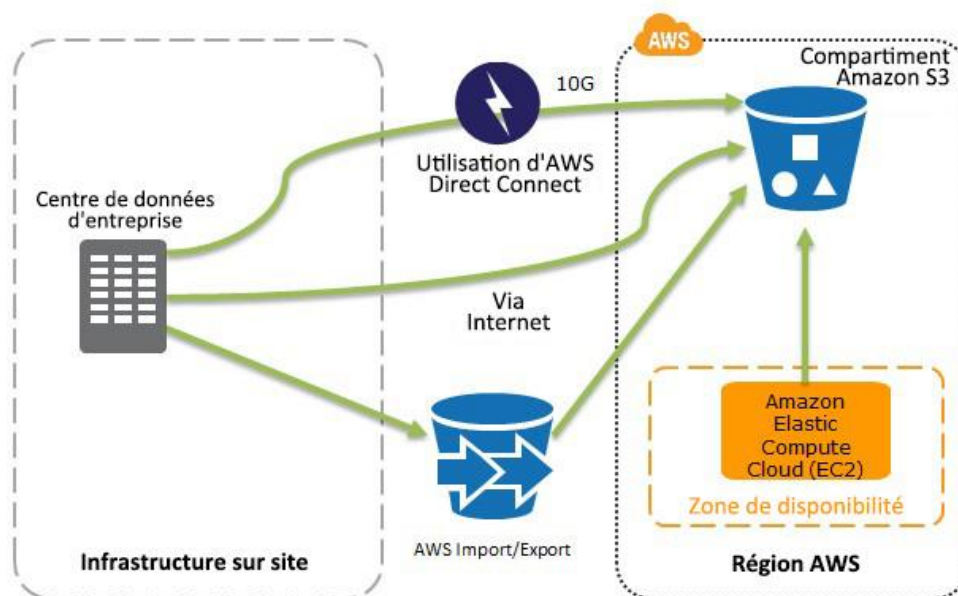 AWS
Compartiment
Amazon S3
10G
Utilisation d'AWS
Direct Connect
Centre de données
d'entreprise
Via
Internet
Amazon
Elastic
Compute
Cloud (EC2)
Zone de disponibilité
AWS Import/Export
Infrastructure sur site
Région AWS